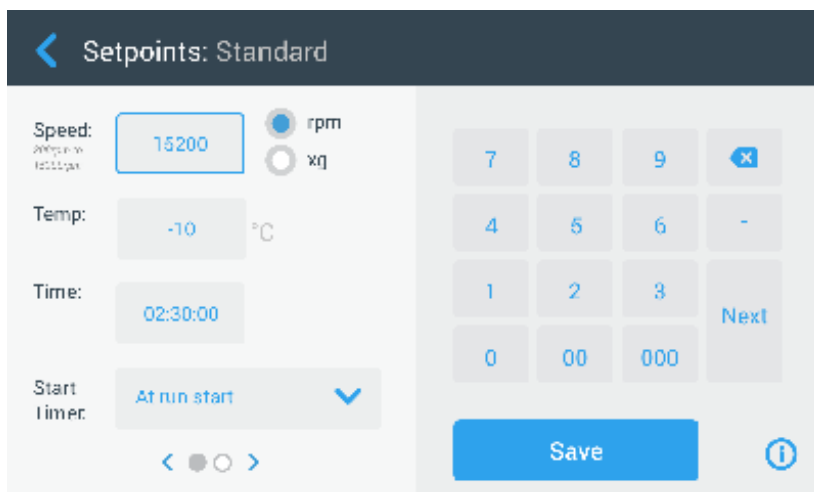 Setpoints: Standard
Speed:
15200
rpm
xg
Temp:
-10
°C
Time:
02:30:00
Start
Timer:
At run start
7 8 9
4 5 6 -
1 2 3
Next
0 00 000
Save